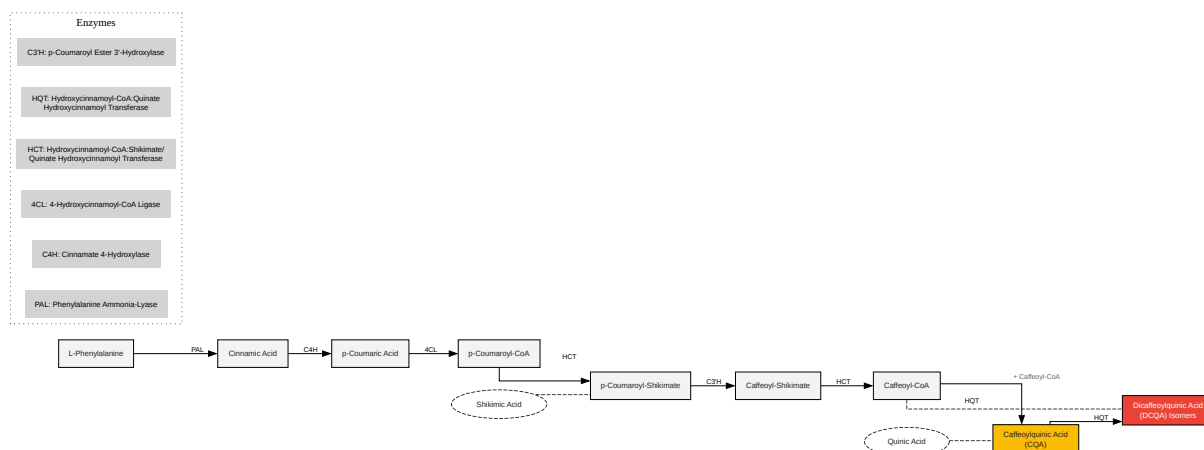 Enzymes
C3'H: p-Coumaroyl Ester 3'-Hydroxylase
HQT: Hydroxycinnamoyl-CoA:Quinate
Hydroxycinnamoyl Transferase
HCT: Hydroxycinnamoyl-CoA:Shikimate/
Quinate Hydroxycinnamoyl Transferase
4CL: 4-Hydroxycinnamoyl-CoA Ligase
C4H: Cinnamate 4-Hydroxylase
PAL: Phenylalanine Ammonia-Lyase
L-Phenylalanine
PAL
Cinnamic Acid
C4H
p-Coumaric Acid
4CL
p-Coumaroyl-CoA
HCT
Shikimic Acid
p-Coumaroyl-Shikimate
C3'H
Caffeoyl-Shikimate
HCT
Caffeoyl-CoA
+ Caffeoyl-CoA
HQT
Quinic Acid
Caffeoylquinic Acid
(CQA)
HQT
Dicaffeoylquinic Acid
(DCQA) Isomers